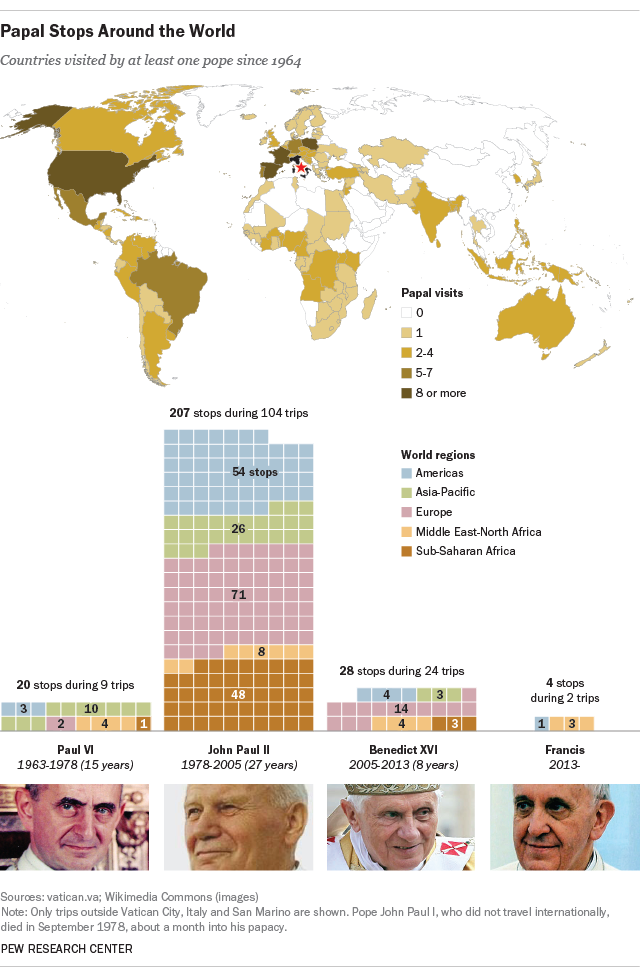 Papal Stops Around the World
Countries visited by at least one pope since 1964
Papal visits
0
1
2-4
5-7
8 or more
207 stops during 104 trips
World regions
Americas
Asia-Pacific
Europe
Middle East-North Africa
Sub-Saharan Africa
54 stops
26
71
8
48
20 stops during 9 trips
3
10
2
4
1
28 stops during 24 trips
4
3
14
4
3
4 stops
during 2 trips
1
3
Paul VI
1963-1978 (15 years)
John Paul II
1978-2005 (27 years)
Benedict XVI
2005-2013 (8 years)
Francis
2013-
Sources: vatican.va; Wikimedia Commons (images)
Note: Only trips outside Vatican City, Italy and San Marino are shown. Pope John Paul I, who did not travel internationally,
died in September 1978, about a month into his papacy.
PEW RESEARCH CENTER